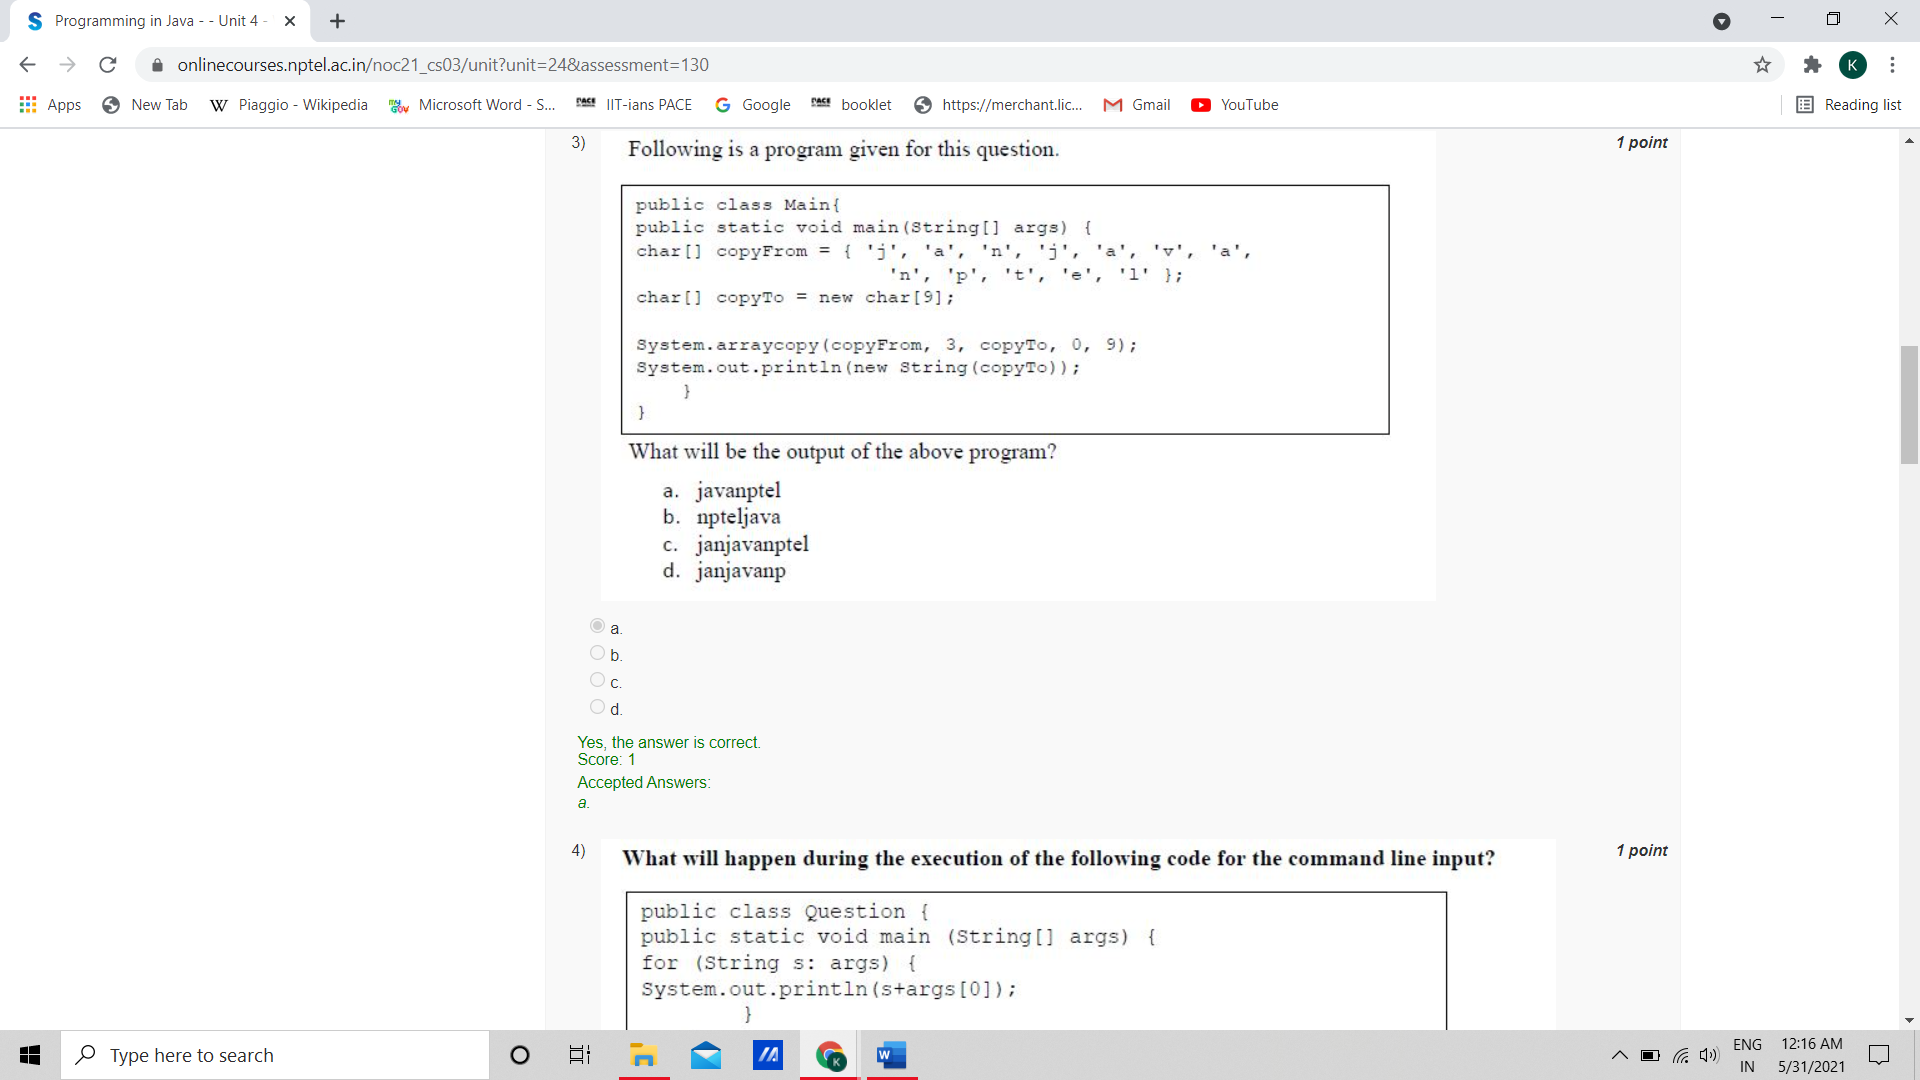 Programming in Java - - Unit 4 -
onlinecourses.nptel.ac.in/noc21_cs03/unit?unit=24&assessment=130
K
Apps
New Tab
W Piaggio - Wikipedia
Microsoft Word - S...
PACE IIT-ians PACE
Google
PACE booklet
https://merchant.lic...
Gmail
YouTube
Reading list
3)
Following is a program given for this question.
1 point
public class Main{
public static void main(String[] args) {
char[] copyFrom = { 'j', 'a', 'n', 'j', 'a', 'v', 'a',
'n', 'p', 't', 'e', 'l' };
char[] copyTo = new char[9];
System.arraycopy(copyFrom, 3, copyTo, 0, 9);
System.out.println(new String(copyTo));
}
}
What will be the output of the above program?
a. javanptel
b. npteljava
c. janjavanptel
d. janjavanp
a.
b.
c.
d.
Yes, the answer is correct.
Score: 1
Accepted Answers:
a.
4)
What will happen during the execution of the following code for the command line input?
1 point
public class Question {
public static void main (String[] args) {
for (String s: args) {
System.out.println(s+args[0]);
}
Type here to search
K
W
ENG
IN
12:16 AM
5/31/2021